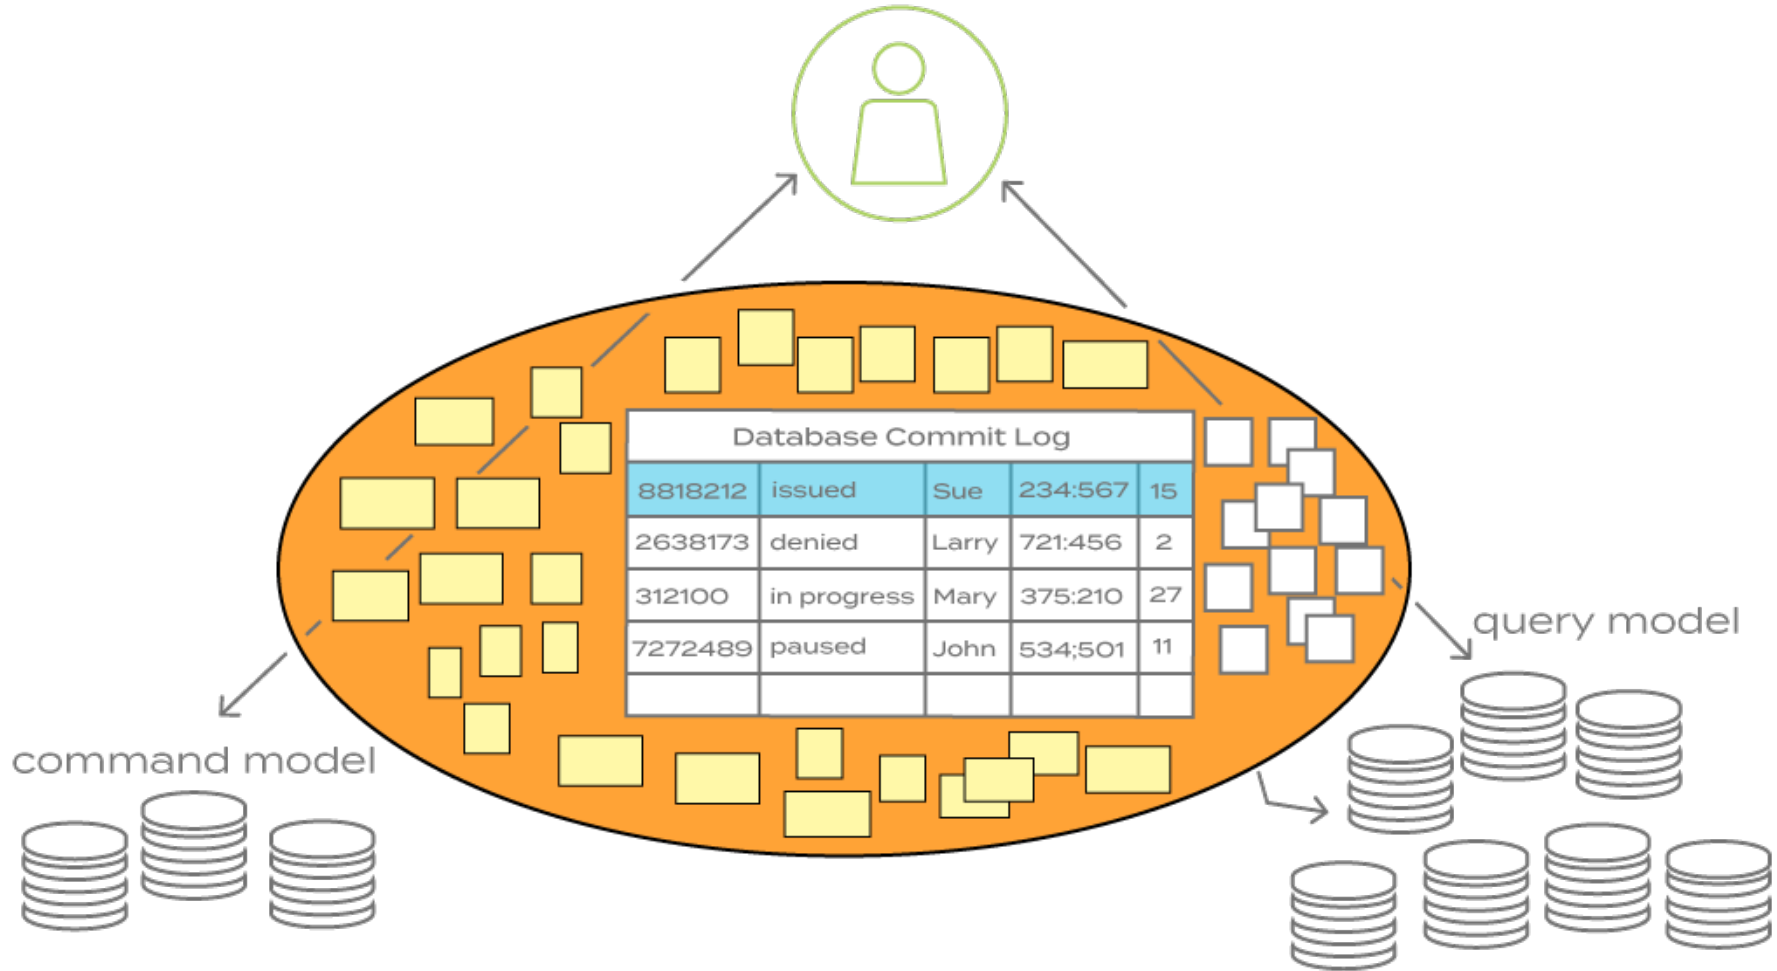 Database Commit Log
8818212 issued Sue 234:567 15
2638173 denied Larry 721:456 2
312100 in progress Mary 375:210 27
7272489 paused John 534;501 11
query model
command model